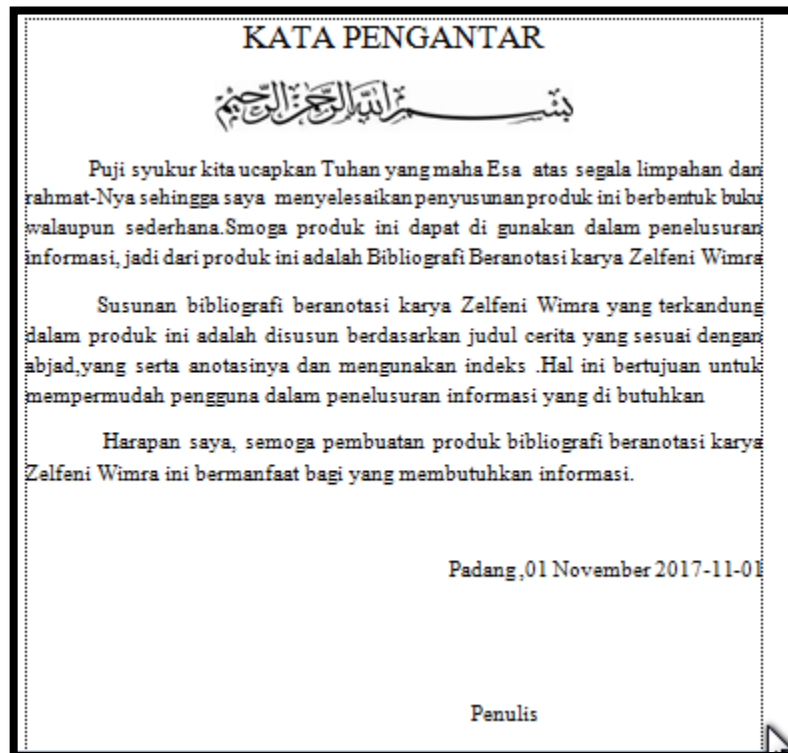 KATA PENGANTAR
بسم الله الرحمن الرحيم
Puji syukur kita ucapkan Tuhan yang maha Esa atas segala limpahan dan
rahmat-Nya sehingga saya menyelesaikan penyusunan produk ini berbentuk buku
walaupun sederhana.Smoga produk ini dapat di gunakan dalam penelusuran
informasi, jadi dari produk ini adalah Bibliografi Beranotasi karya Zelfeni Wimra
Susunan bibliografi beranotasi karya Zelfeni Wimra yang terkandung
dalam produk ini adalah disusun berdasarkan judul cerita yang sesuai dengan
abjad,yang serta anotasinya dan mengunakan indeks .Hal ini bertujuan untuk
mempermudah pengguna dalam penelusuran informasi yang di butuhkan
Harapan saya, semoga pembuatan produk bibliografi beranotasi karya
Zelfeni Wimra ini bermanfaat bagi yang membutuhkan informasi.
Padang ,01 November 2017-11-01
Penulis